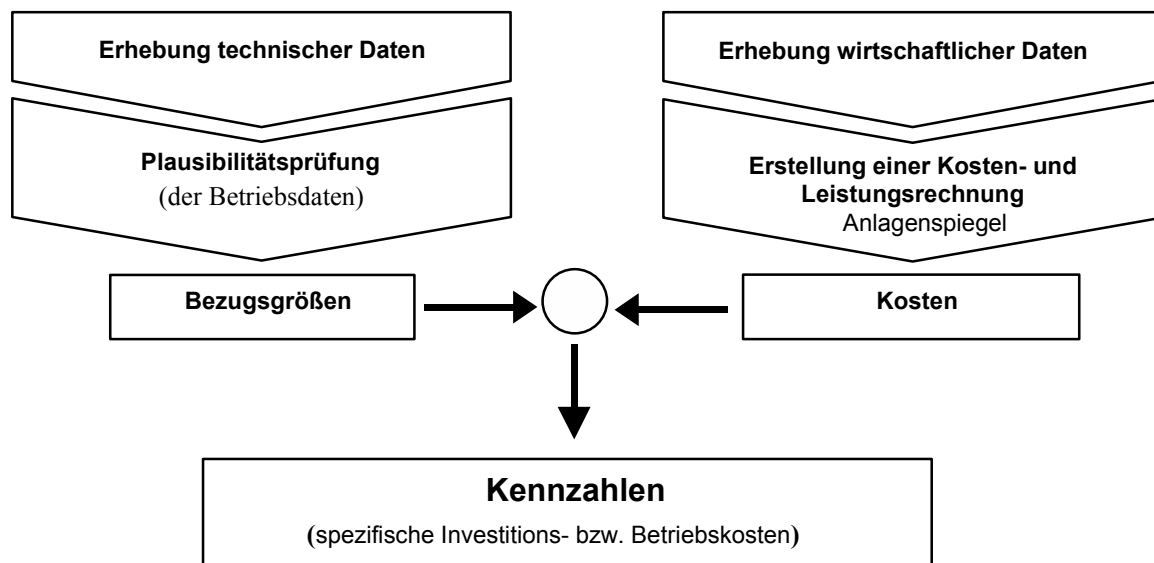 Erhebung technischer Daten
Erhebung wirtschaftlicher Daten
Plausibilitätsprüfung
(der Betriebsdaten)
Erstellung einer Kosten- und
Leistungsrechnung
Anlagenspiegel
Bezugsgrößen
Kosten
Kennzahlen
(spezifische Investitions- bzw. Betriebskosten)